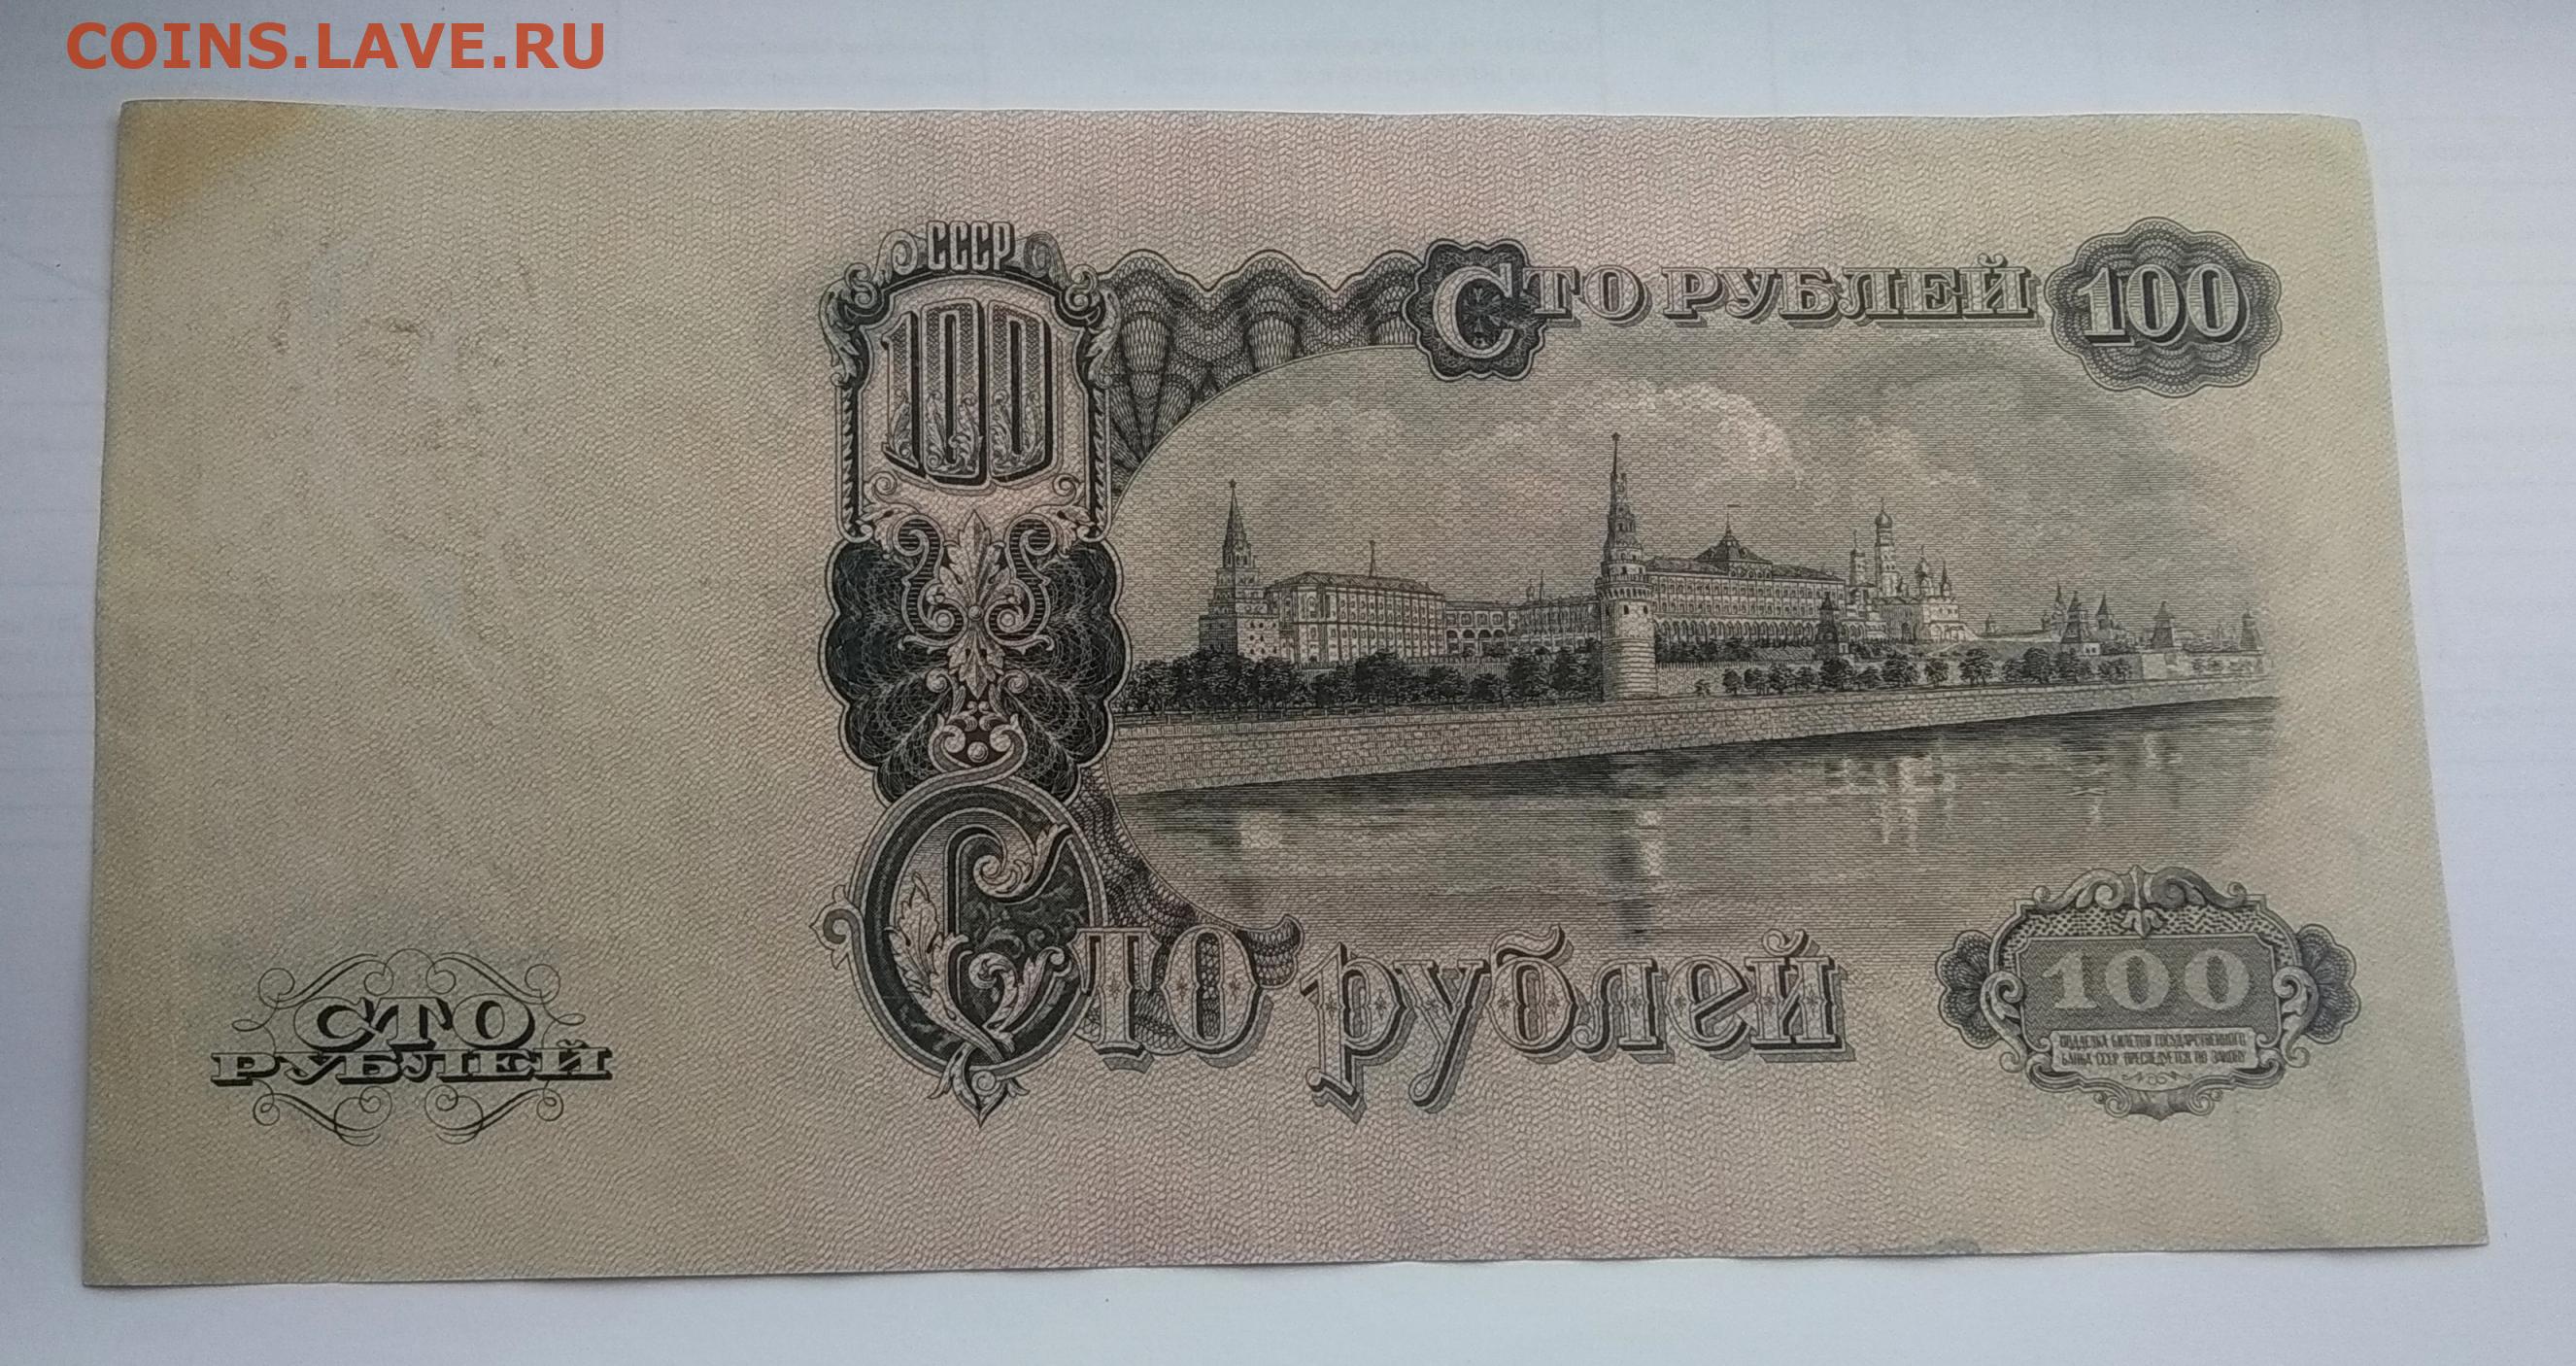 COINS.LAVE.RU
СССР
100
Сто рублей
100
Сто рублей
СТО
РУБЛЕЙ
100
ПОДДЕЛКА БИЛЕТОВ ГОСУДАРСТВЕННОГО
БАНКА СССР ПРЕСЛЕДУЕТСЯ ПО ЗАКОНУ